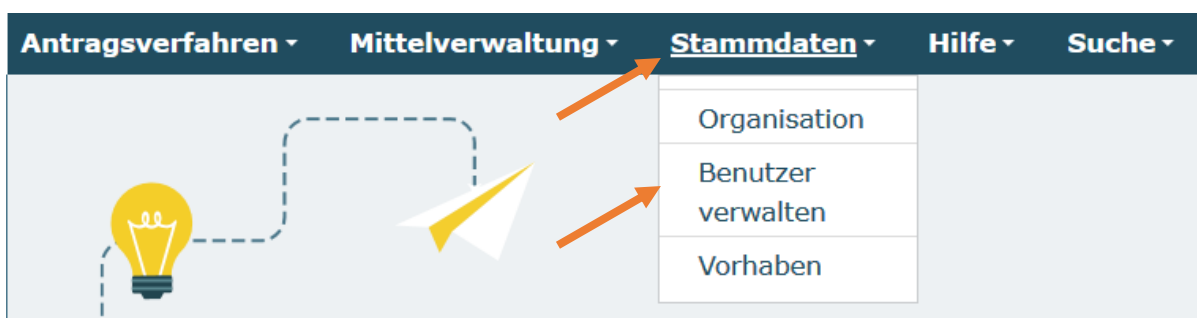 Antragsverfahren Mittelverwaltung Stammdaten Hilfe Suche
Organisation
Benutzer
verwalten
Vorhaben